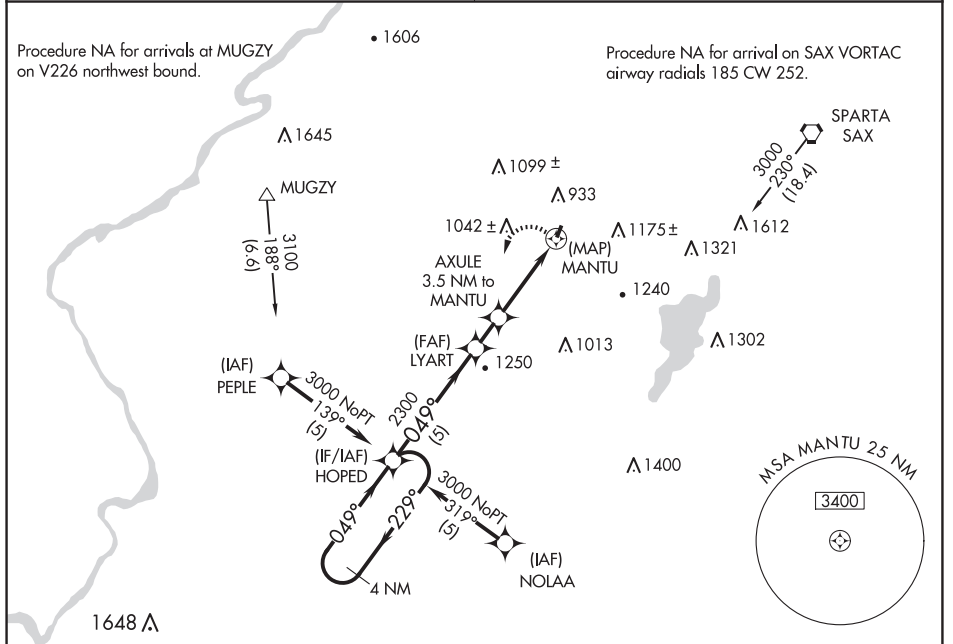 Procedure NA for arrivals at MUGZY
on V226 northwest bound.
1606
Procedure NA for arrival on SAX VORTAC
airway radials 185 CW 252.
SPARTA
SAX
1645
3000
230°
(18.4)
1099 ±
MUGZY
933
1042 ±
1175±
1612
1321
3100
188°
(6.6)
(MAP)
MANTU
AXULE
3.5 NM to
MANTU
1240
(FAF)
LYART
1013
1302
1250
(IAF)
PEPLE
3000 NoPT
139°
(5)
2300
049°
(5)
(IF/IAF)
HOPED
1400
MSA MANTU 25 NM
3400
3000 NoPT
319°
(5)
049°
229°
(IAF)
NOLAA
4 NM
1648